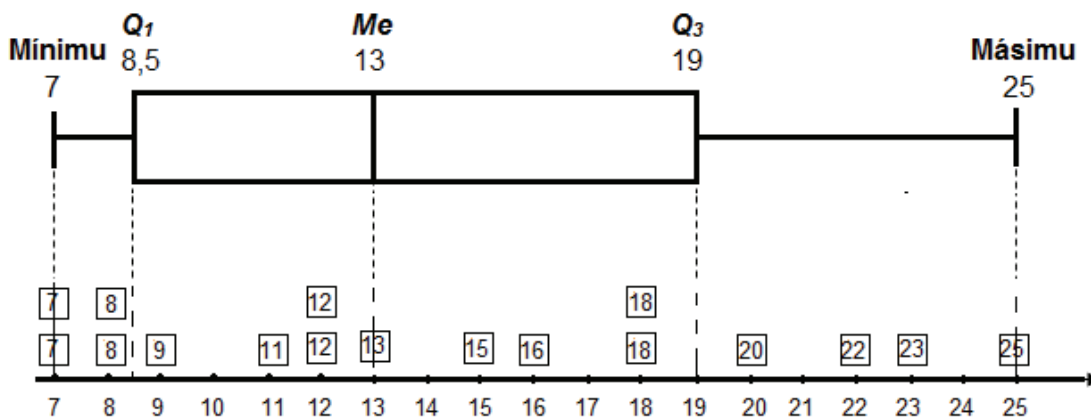 Q1 Me Q3
Mínimu 8,5 13 19 Másimu
7 25
7 8 12 18
7 8 9 11 12 13 15 16 18 20 22 23 25
7 8 9 10 11 12 13 14 15 16 17 18 19 20 21 22 23 24 25